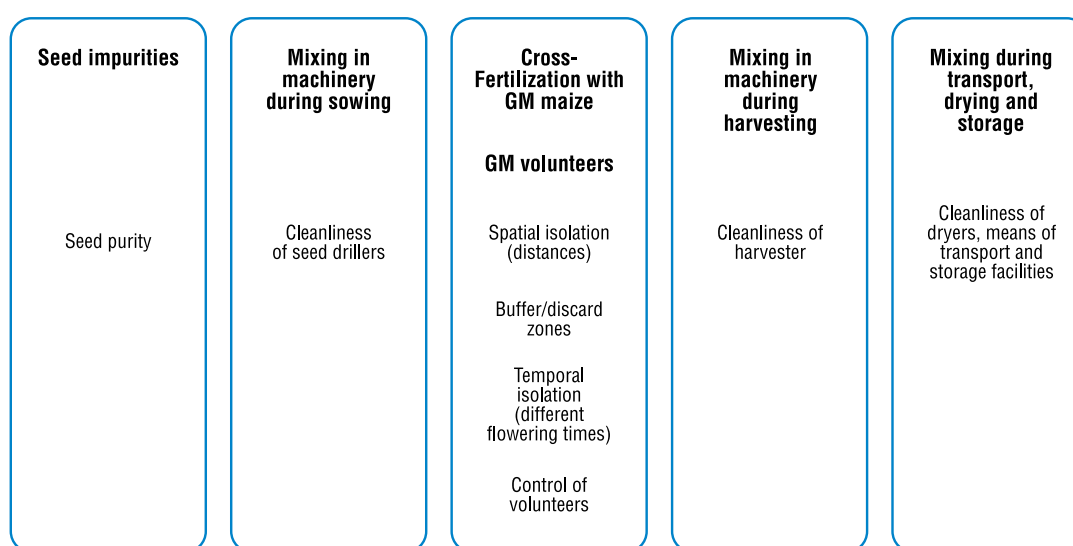 Seed impurities
Seed purity
Mixing in
machinery
during sowing
Cleanliness
of seed drillers
Cross-
Fertilization with
GM maize
GM volunteers
Spatial isolation
(distances)
Buffer/discard
zones
Temporal
isolation
(different
flowering times)
Control of
volunteers
Mixing in
machinery
during
harvesting
Cleanliness of
harvester
Mixing during
transport,
drying and
storage
Cleanliness of
dryers, means of
transport and
storage facilities